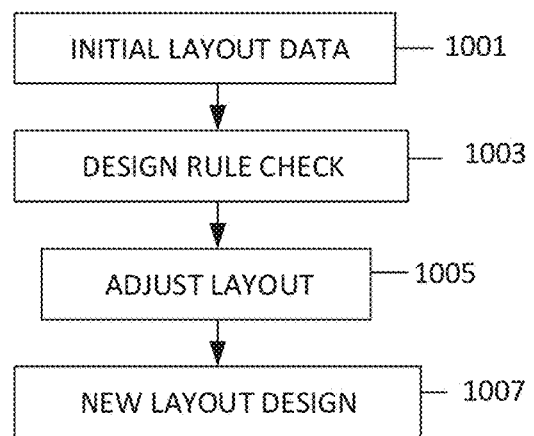 INITIAL LAYOUT DATA 1001
DESIGN RULE CHECK 1003
ADJUST LAYOUT 1005
NEW LAYOUT DESIGN 1007